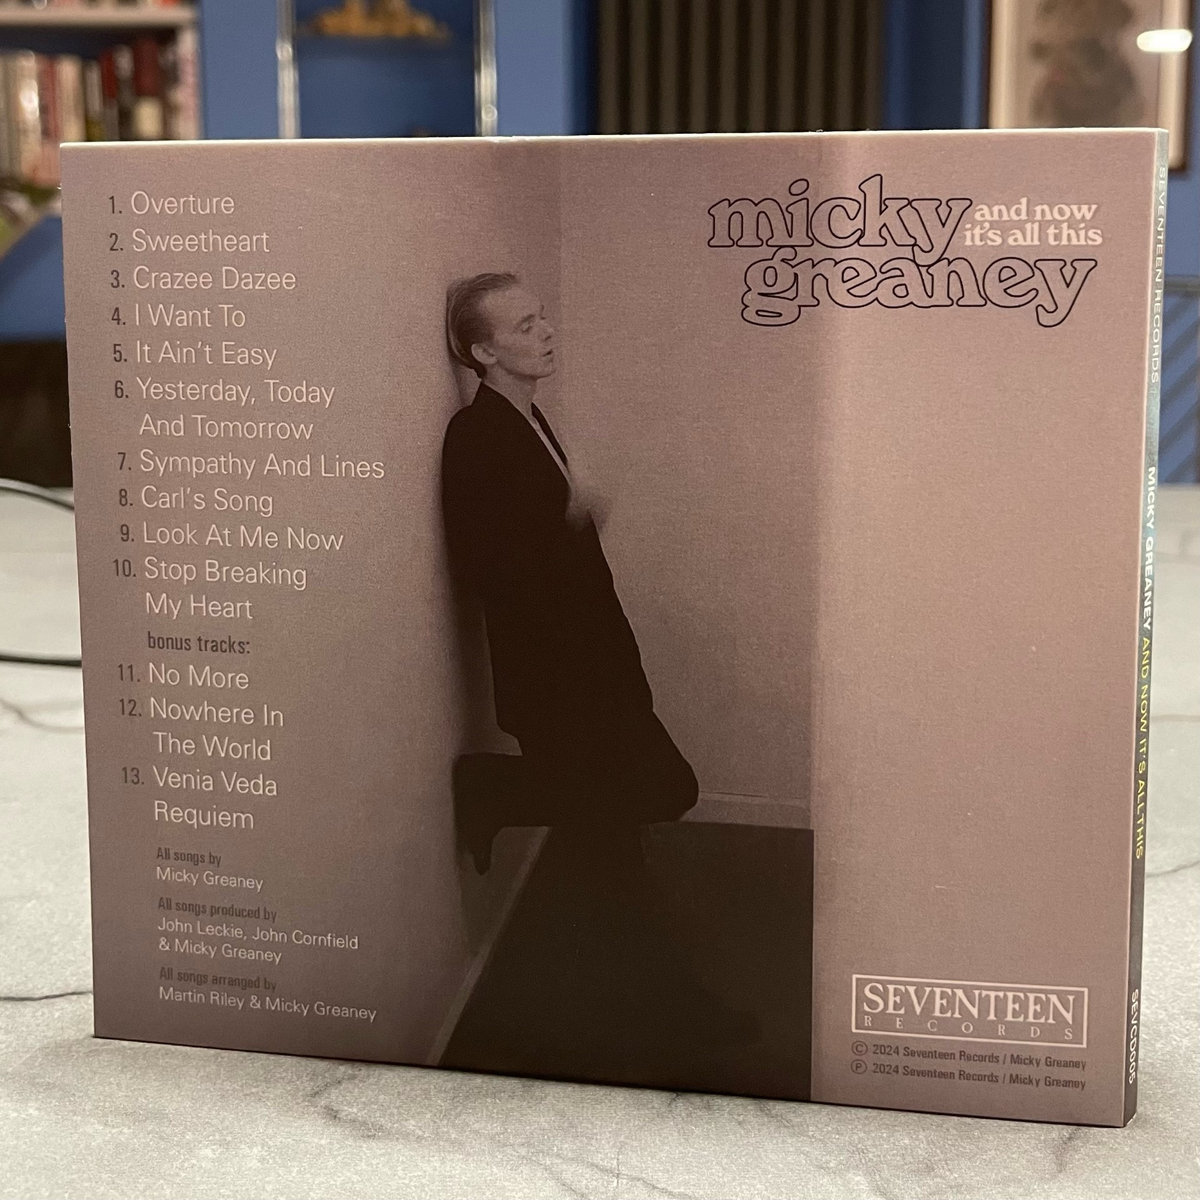 1. Overture
2. Sweetheart
3. Crazee Dazee
4. I Want To
5. It Ain't Easy
6. Yesterday, Today
And Tomorrow
7. Sympathy And Lines
8. Carl's Song
9. Look At Me Now
10. Stop Breaking
My Heart
bonus tracks:
11. No More
12. Nowhere In
The World
13. Venia Veda
Requiem
All songs by
Micky Greaney
All songs produced by
John Leckie, John Cornfield
& Micky Greaney
All songs arranged by
Martin Riley & Micky Greaney
micky
greaney
and now
it's all this
SEVENTEEN
RECORDS
© 2024 Seventeen Records / Micky Greaney
℗ 2024 Seventeen Records / Micky Greaney
SEVENTEEN RECORDS
MICKY GREANEY AND NOW IT'S ALL THIS
SEVCD006